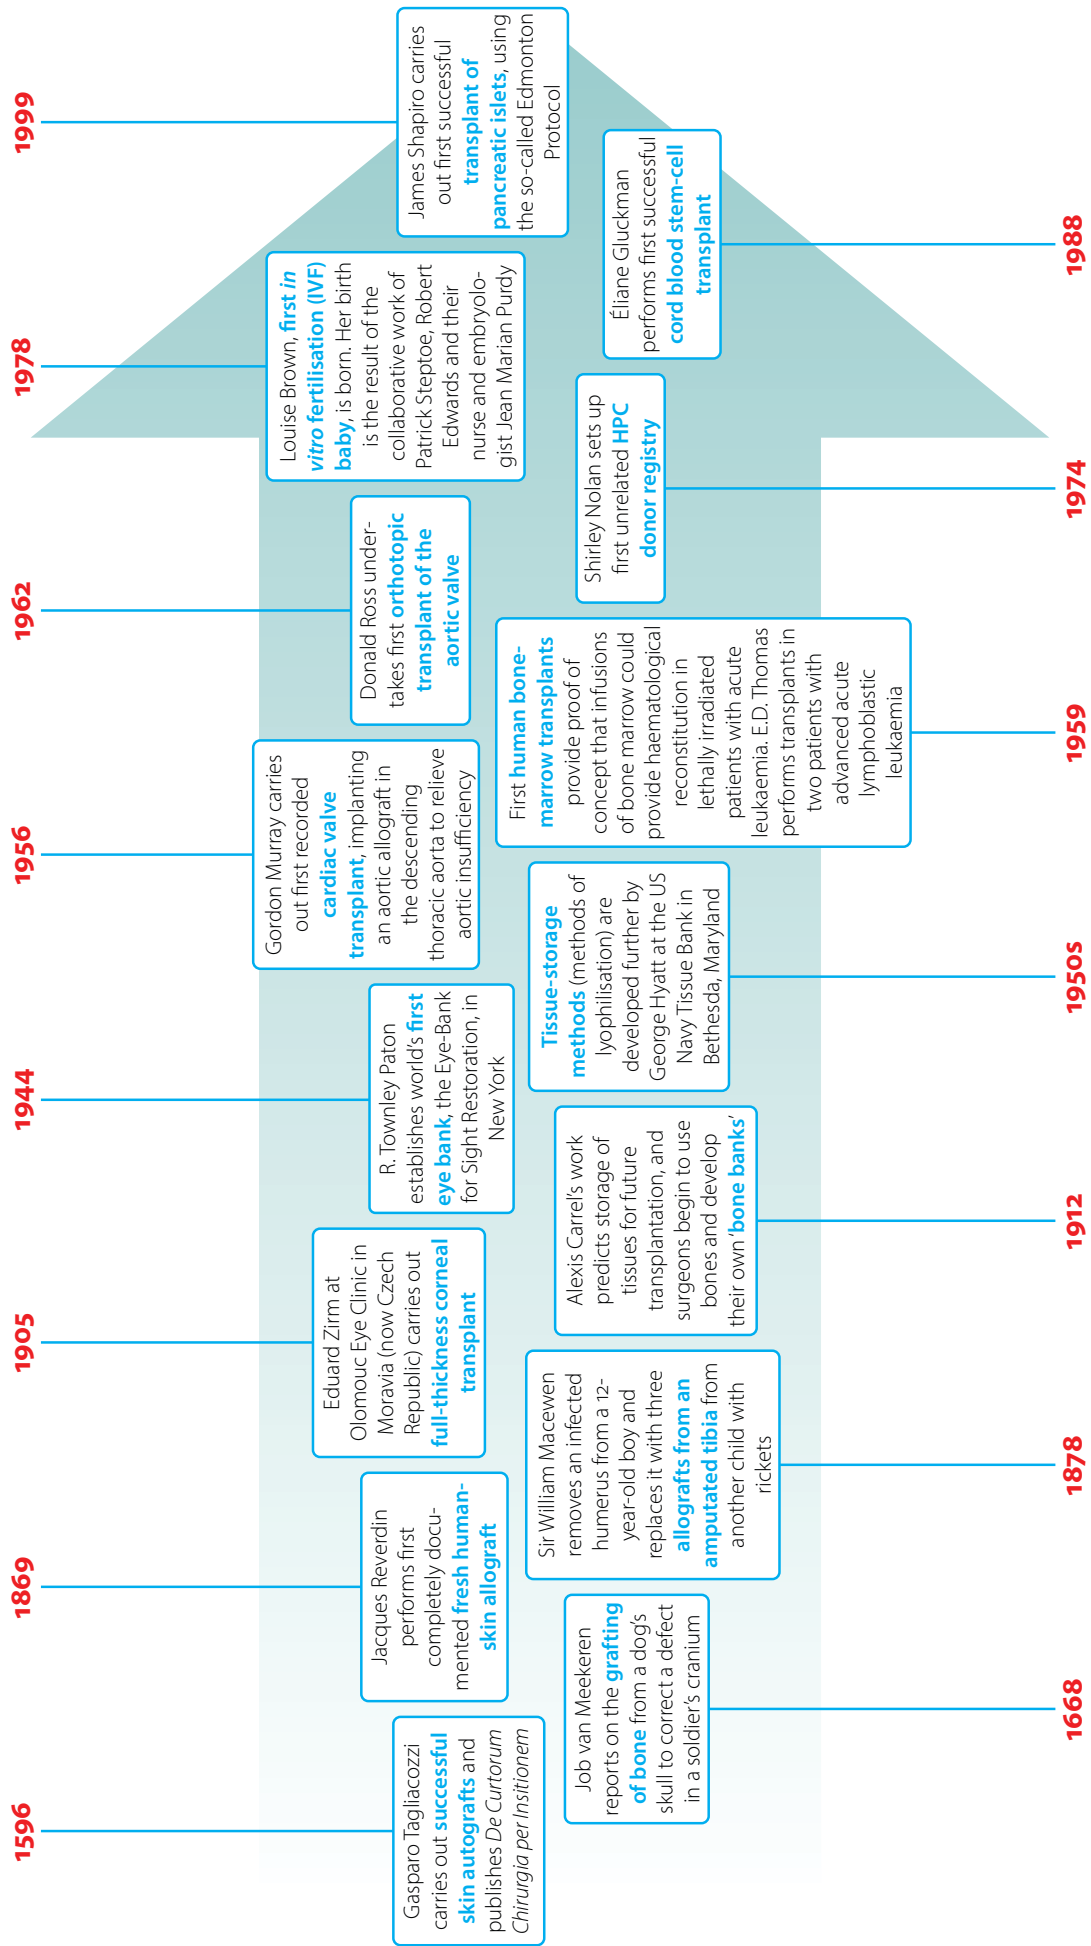 1596
Gasparo Tagliacozzi
carries out successful
skin autografts and
publishes De Curtorum
Chirurgia per Insitionem
1668
Job van Meekeren
reports on the grafting
of bone from a dog's
skull to correct a defect
in a soldier's cranium
1869
Jacques Reverdin
performs first
completely docu-
mented fresh human-
skin allograft
1878
Sir William Macewen
removes an infected
humerus from a 12-
year-old boy and
replaces it with three
allografts from an
amputated tibia from
another child with
rickets
1905
Eduard Zirm at
Olomouc Eye Clinic in
Moravia (now Czech
Republic) carries out
full-thickness corneal
transplant
1912
Alexis Carrel's work
predicts storage of
tissues for future
transplantation, and
surgeons begin to use
bones and develop
their own 'bone banks'
1944
R. Townley Paton
establishes world's first
eye bank, the Eye-Bank
for Sight Restoration, in
New York
1950s
Tissue-storage
methods (methods of
lyophilisation) are
developed further by
George Hyatt at the US
Navy Tissue Bank in
Bethesda, Maryland
1956
Gordon Murray carries
out first recorded
cardiac valve
transplant, implanting
an aortic allograft in
the descending
thoracic aorta to relieve
aortic insufficiency
1959
First human bone-
marrow transplants
provide proof of
concept that infusions
of bone marrow could
provide haematological
reconstitution in
lethally irradiated
patients with acute
leukaemia. E.D. Thomas
performs transplants in
two patients with
advanced acute
lymphoblastic
leukaemia
1962
Donald Ross under-
takes first orthotopic
transplant of the
aortic valve
1974
Shirley Nolan sets up
first unrelated HPC
donor registry
1978
Louise Brown, first in
vitro fertilisation (IVF)
baby, is born. Her birth
is the result of the
collaborative work of
Patrick Steptoe, Robert
Edwards and their
nurse and embryolo-
gist Jean Marian Purdy
1988
Éliane Gluckman
performs first successful
cord blood stem-cell
transplant
1999
James Shapiro carries
out first successful
transplant of
pancreatic islets, using
the so-called Edmonton
Protocol